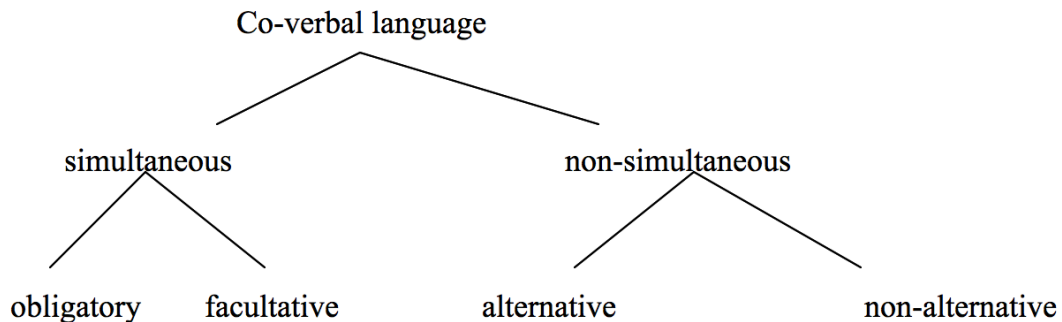 Co-verbal language
simultaneous non-simultaneous
obligatory facultative alternative non-alternative